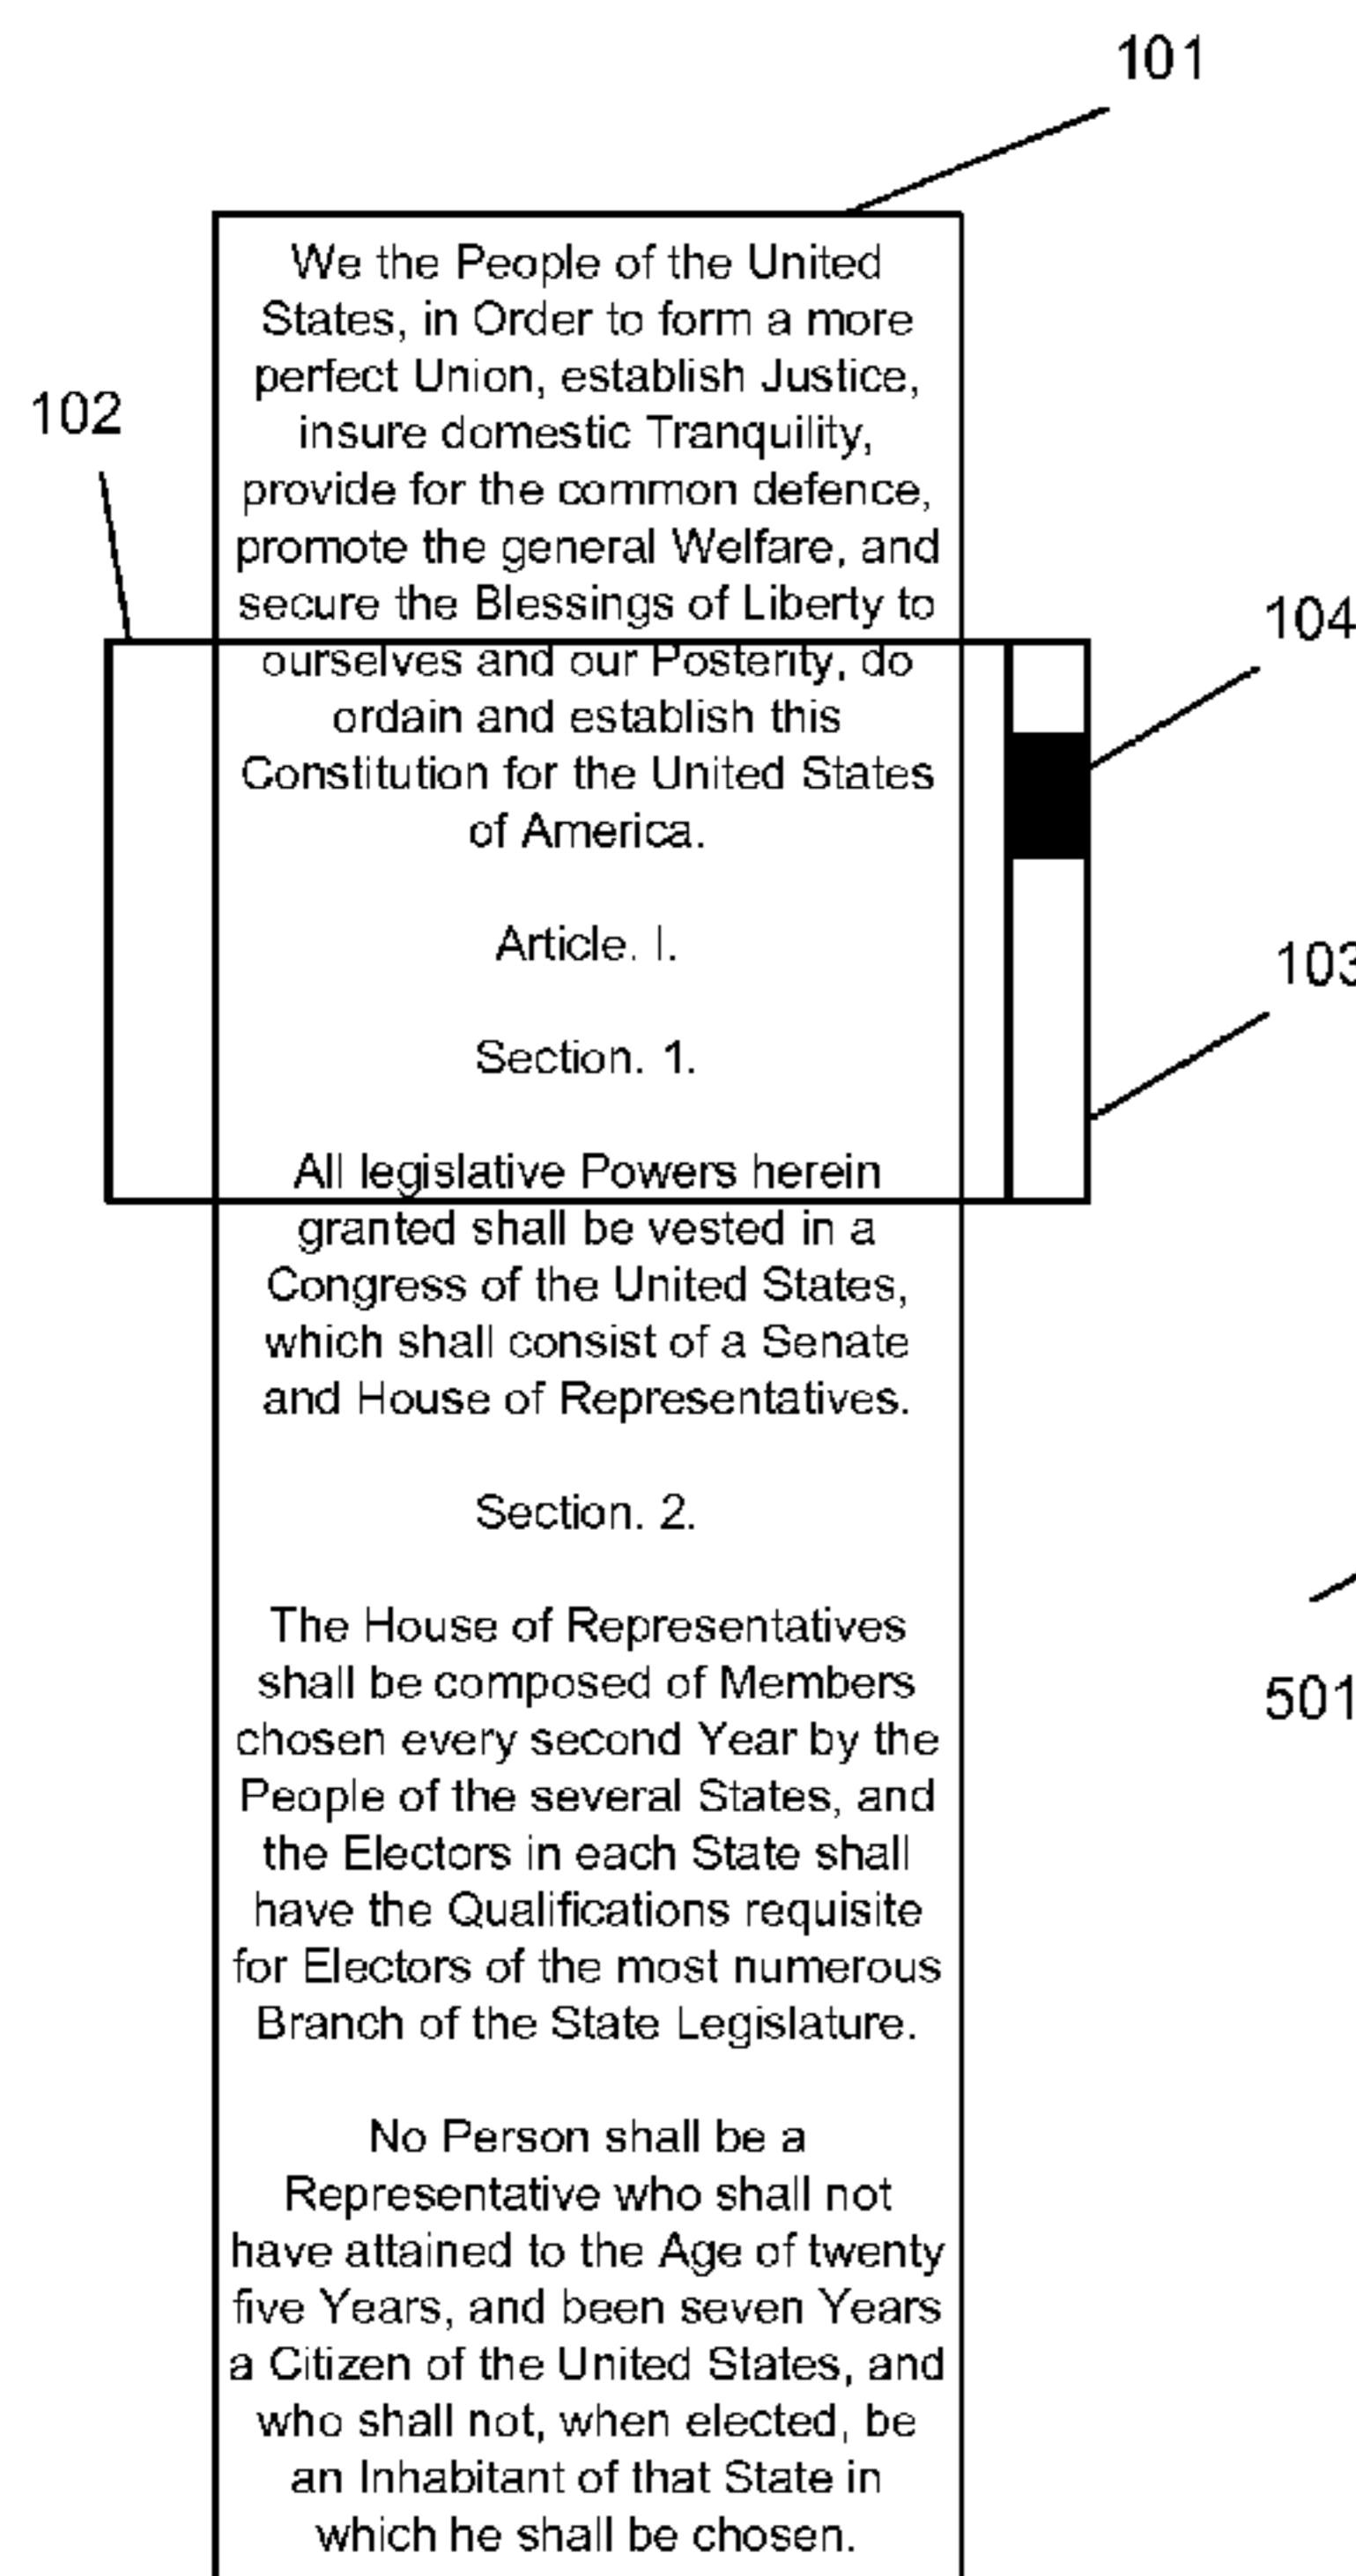 101
We the People of the United
States, in Order to form a more
perfect Union, establish Justice,
102
insure domestic Tranquility,
provide for the common defence,
promote the general Welfare, and
secure the Blessings of Liberty to
104
ourselves and our Posterity, do
ordain and establish this
Constitution for the United States
of America.
Article. I.
103
Section. 1.
All legislative Powers herein
granted shall be vested in a
Congress of the United States,
which shall consist of a Senate
and House of Representatives.
Section. 2.
The House of Representatives
shall be composed of Members
501
chosen every second Year by the
People of the several States, and
the Electors in each State shall
have the Qualifications requisite
for Electors of the most numerous
Branch of the State Legislature.
No Person shall be a
Representative who shall not
have attained to the Age of twenty
five Years, and been seven Years
a Citizen of the United States, and
who shall not, when elected, be
an Inhabitant of that State in
which he shall be chosen.